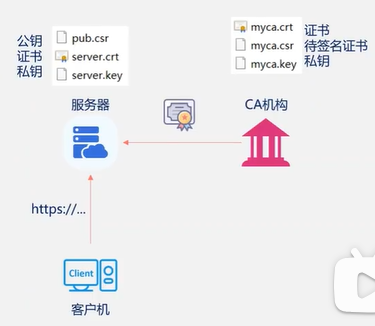 公钥
证书
私钥
pub.csr
server.crt
server.key
myca.crt
myca.csr
myca.key
证书
待签名证书
私钥
服务器
CA机构
https://...
Client
客户机